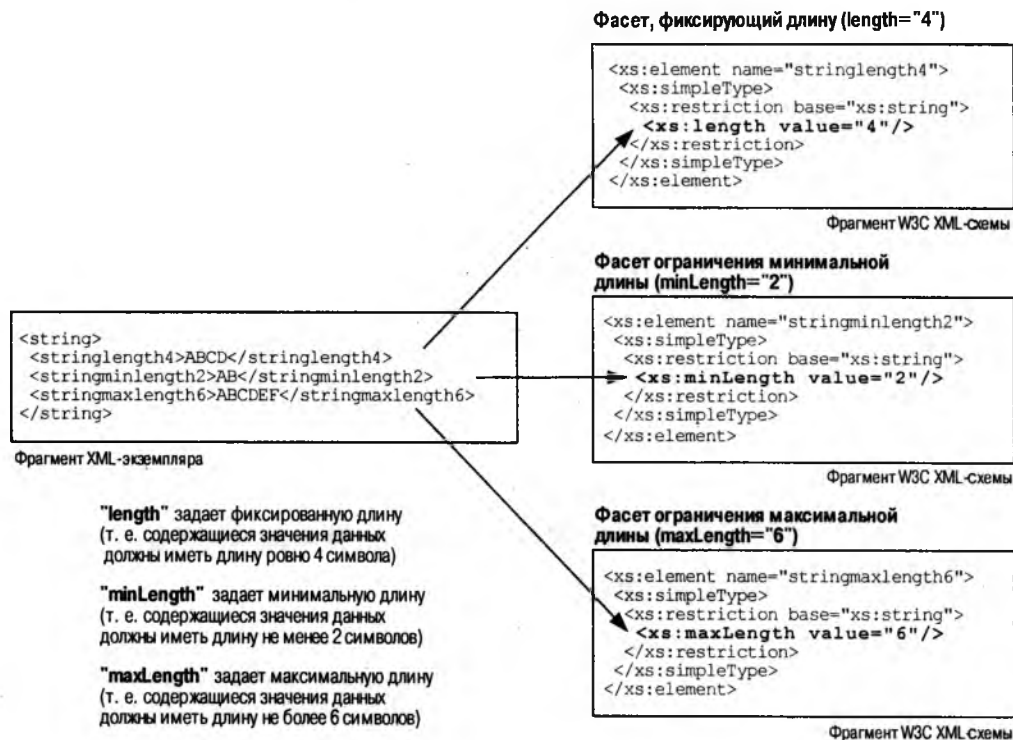 Фасет, фиксирующий длину (length="4")
<xs:element name="stringlength4">
<xs:simpleType>
<xs:restriction base="xs:string">
<xs:length value="4"/>
</xs:restriction>
</xs:simpleType>
</xs:element>
Фрагмент W3C XML-схемы
Фасет ограничения минимальной
длины (minLength="2")
<xs:element name="stringminlength2">
<xs:simpleType>
<xs:restriction base="xs:string">
<xs:minLength value="2"/>
</xs:restriction>
</xs:simpleType>
</xs:element>
Фрагмент W3C XML-схемы
<string>
<stringlength4>ABCD</stringlength4>
<stringminlength2>AB</stringminlength2>
<stringmaxlength6>ABCDEF</stringmaxlength6>
</string>
Фрагмент XML-экземпляра
"length" задает фиксированную длину
(т. е. содержащиеся значения данных
должны иметь длину ровно 4 символа)
"minLength" задает минимальную длину
(т. е. содержащиеся значения данных
должны иметь длину не менее 2 символов)
"maxLength" задает максимальную длину
(т. е. содержащиеся значения данных
должны иметь длину не более 6 символов)
Фасет ограничения максимальной
длины (maxLength="6")
<xs:element name="stringmaxlength6">
<xs:simpleType>
<xs:restriction base="xs:string">
<xs:maxLength value="6"/>
</xs:restriction>
</xs:simpleType>
</xs:element>
Фрагмент W3C XML-схемы